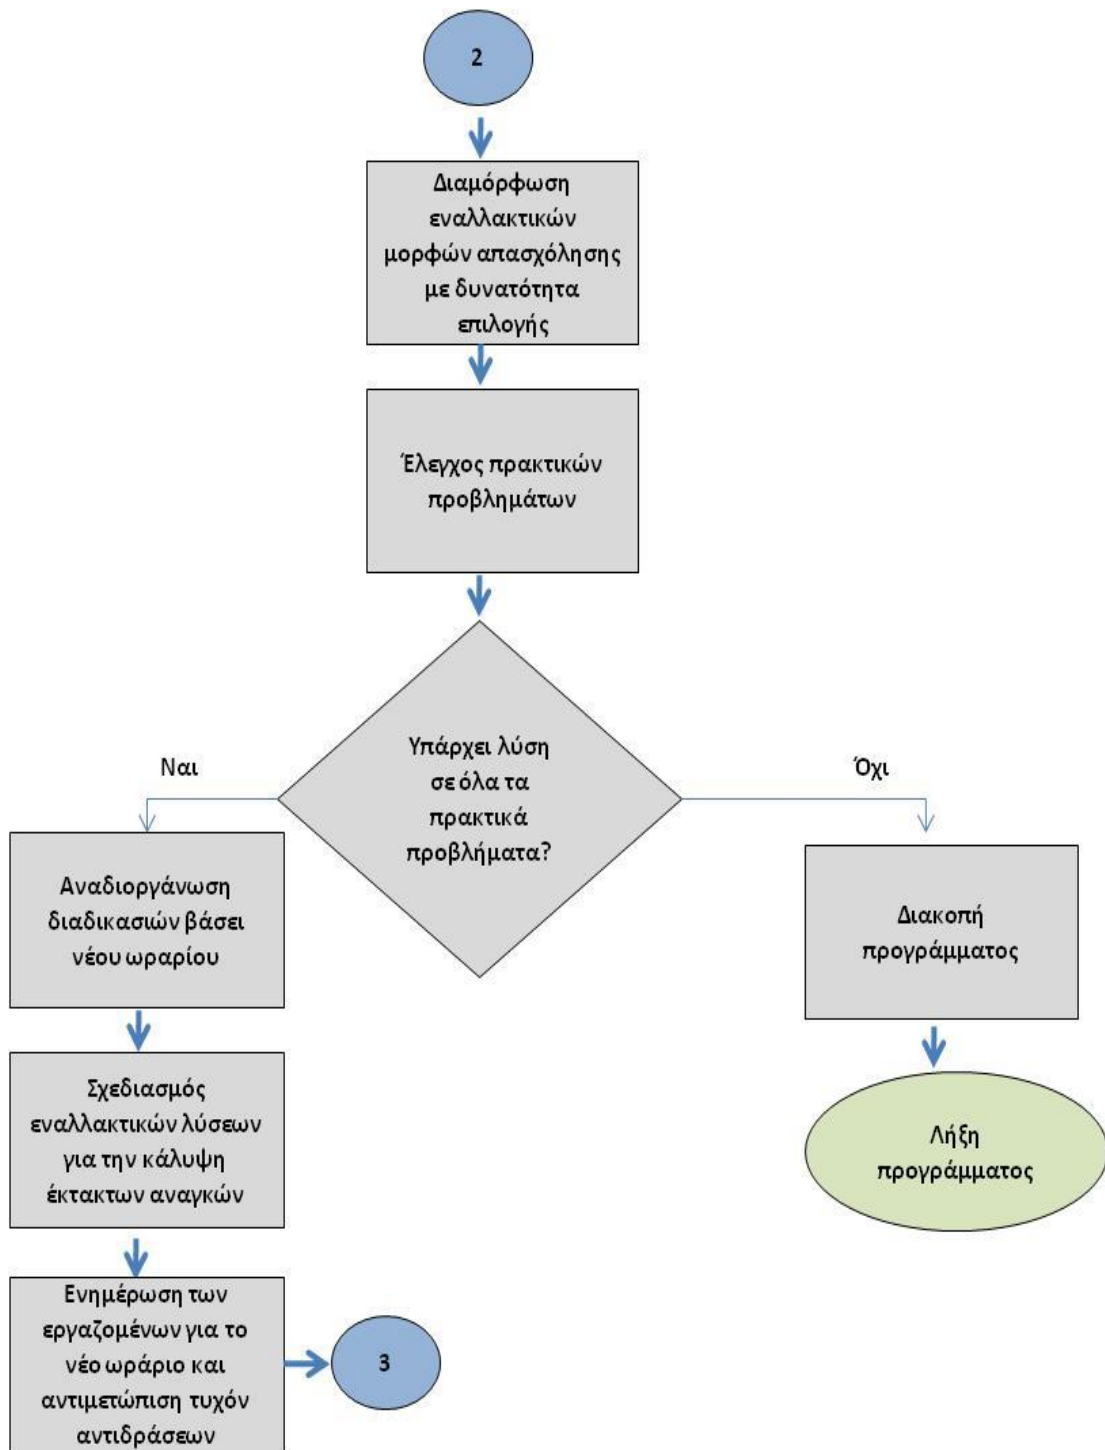 2
Διαμόρφωση
εναλλακτικών
μορφών απασχόλησης
με δυνατότητα
επιλογής
Έλεγχος πρακτικών
προβλημάτων
Υπάρχει λύση
σε όλα τα
πρακτικά
προβλήματα?
Ναι
Όχι
Αναδιοργάνωση
διαδικασιών βάσει
νέου ωραρίου
Διακοπή
προγράμματος
Σχεδιασμός
εναλλακτικών λύσεων
για την κάλυψη
έκτακτων αναγκών
Λήξη
προγράμματος
Ενημέρωση των
εργαζομένων για το
νέο ωράριο και
αντιμετώπιση τυχόν
αντιδράσεων
3